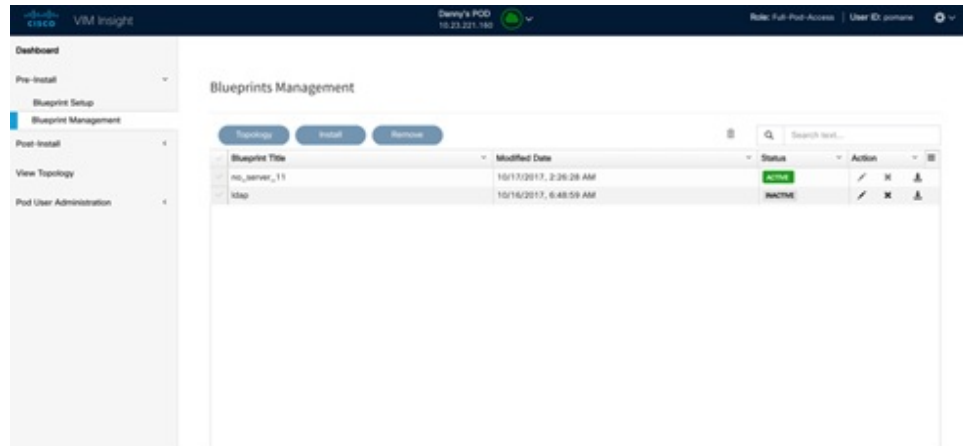 CISCO VIM Insight
Danny's POD
10.23.221.160
Role: Full-Pod-Access | User ID: pomane
Dashboard
Pre-Install
Blueprint Setup
Blueprint Management
Post-Install
View Topology
Pod User Administration
Blueprints Management
Topology Install Remove
Search text...
Blueprint Title Modified Date Status Action
no_server_11 10/17/2017, 2:26:28 AM ACTIVE
ldap 10/16/2017, 6:48:59 AM INACTIVE